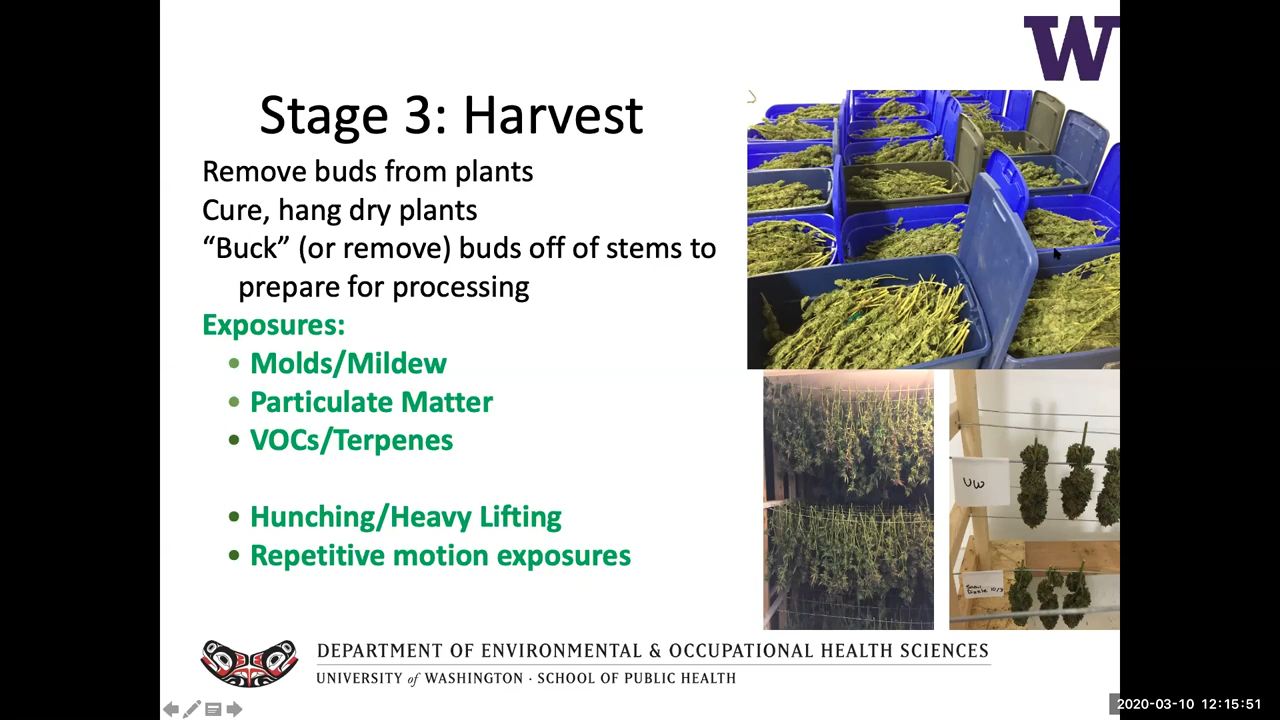 W
Stage 3: Harvest
Remove buds from plants
Cure, hang dry plants
“Buck” (or remove) buds off of stems to
prepare for processing
Exposures:
• Molds/Mildew
• Particulate Matter
• VOCs/Terpenes
• Hunching/Heavy Lifting
• Repetitive motion exposures
UW
DEPARTMENT OF ENVIRONMENTAL & OCCUPATIONAL HEALTH SCIENCES
UNIVERSITY of WASHINGTON · SCHOOL OF PUBLIC HEALTH
2020-03-10 12:15:51